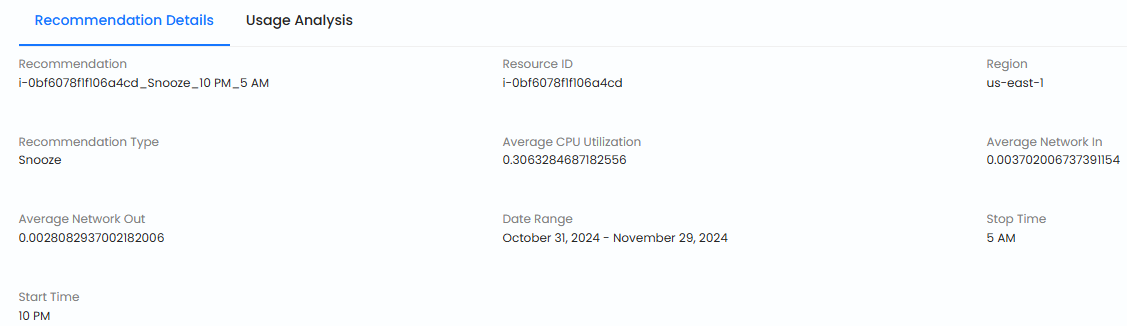 Recommendation Details Usage Analysis
Recommendation Resource ID Region
i-0bf6078f1f106a4cd_Snooze_10 PM_5 AM i-0bf6078f1f106a4cd us-east-1
Recommendation Type Average CPU Utilization Average Network In
Snooze 0.3063284687182556 0.003702006737391154
Average Network Out Date Range Stop Time
0.0028082937002182006 October 31, 2024 - November 29, 2024 5 AM
Start Time
10 PM